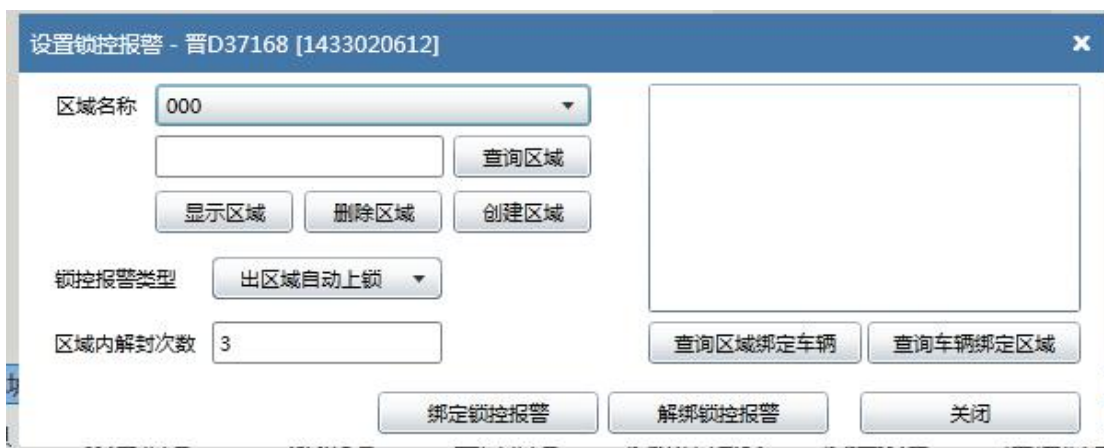 设置锁控报警 - 晋D37168 [1433020612]
区域名称 000
查询区域
显示区域 删除区域 创建区域
锁控报警类型 出区域自动上锁
区域内解封次数 3
查询区域绑定车辆 查询车辆绑定区域
绑定锁控报警 解绑锁控报警 关闭